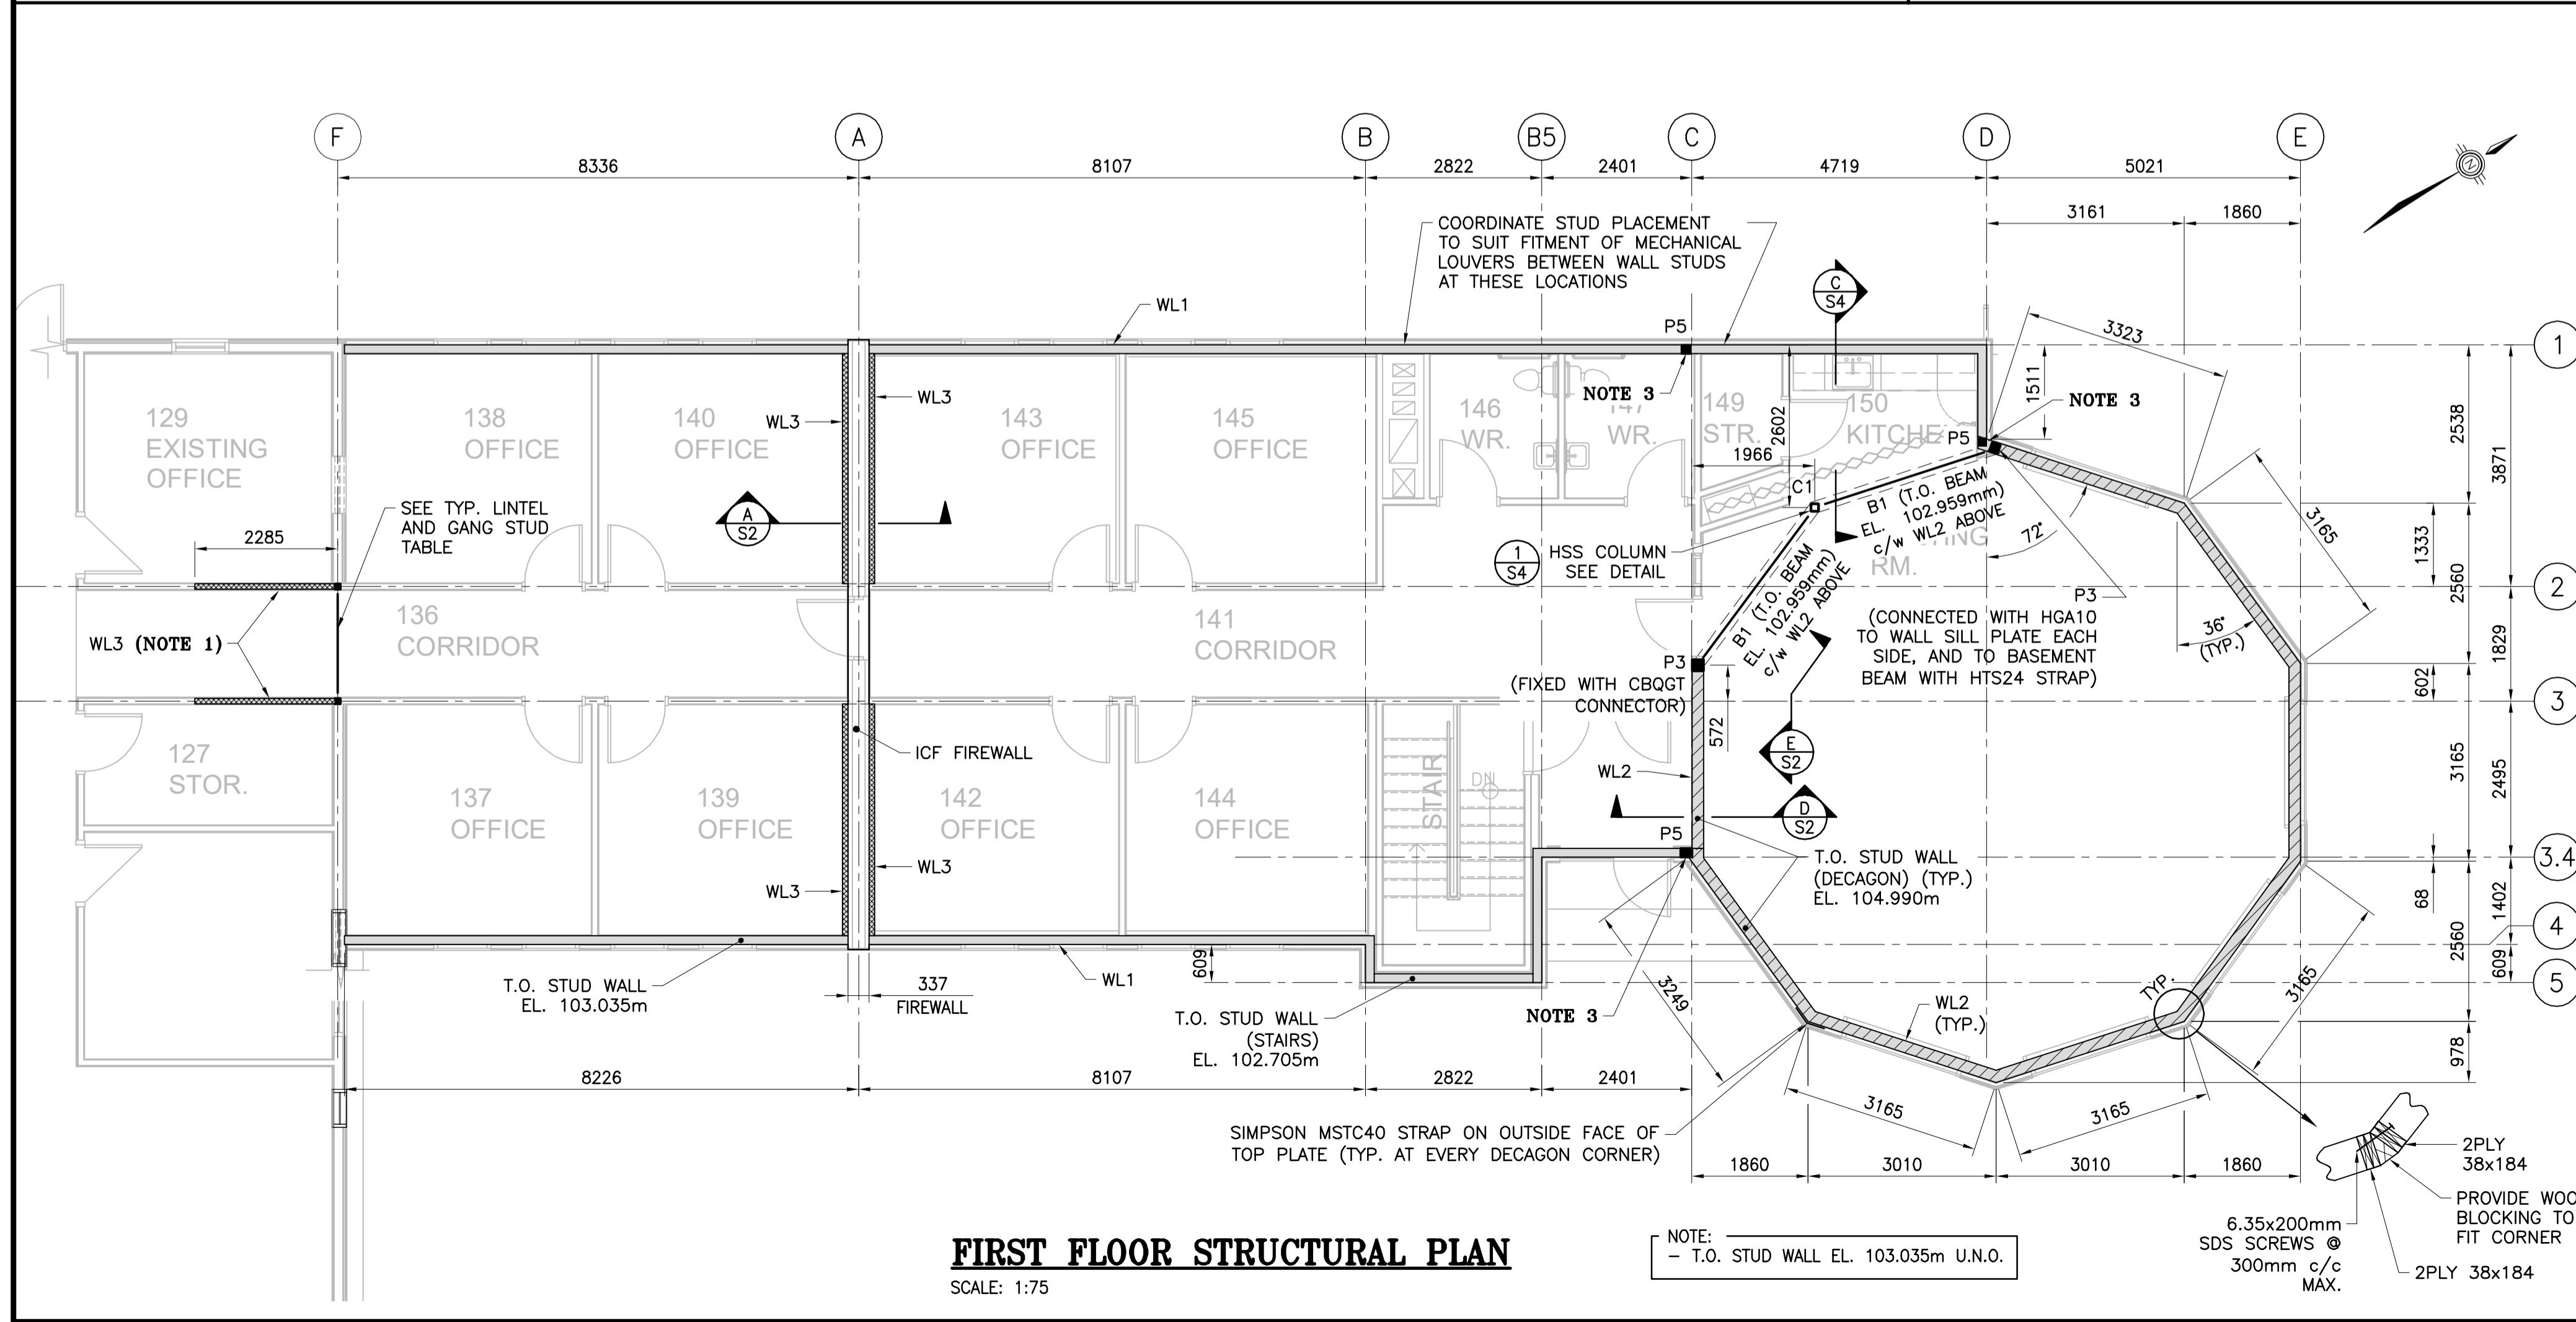 F
A
B
B5
C
D
E
8336
8107
2822
2401
4719
5021
3161
1860
N
COORDINATE STUD PLACEMENT
TO SUIT FITMENT OF MECHANICAL
LOUVERS BETWEEN WALL STUDS
AT THESE LOCATIONS
C
S4
WL1
P5
3323
1
NOTE 3
1511
NOTE 3
2538
3871
129
EXISTING
OFFICE
138
OFFICE
140
OFFICE
WL3
WL3
143
OFFICE
145
OFFICE
146
WR.
147
WR.
149
STR.
150
KITCHE
2602
1966
P5
C1
SEE TYP. LINTEL
AND GANG STUD
TABLE
A
S2
2285
B1 (T.O. BEAM
EL. 102.959mm)
c/w WL2 ABOVE
72°
3165
1333
2560
1
S4
HSS COLUMN
SEE DETAIL
RM.
B1 (T.O. BEAM
EL. 102.959mm)
c/w WL2 ABOVE
P3
(CONNECTED WITH HGA10
TO WALL SILL PLATE EACH
SIDE, AND TO BASEMENT
BEAM WITH HTS24 STRAP)
36°
(TYP.)
2
WL3 (NOTE 1)
136
CORRIDOR
141
CORRIDOR
1829
P3
(FIXED WITH CBQGT
CONNECTOR)
572
602
3
127
STOR.
ICF FIREWALL
STAIR
DN
WL2
E
S2
3165
2495
137
OFFICE
139
OFFICE
142
OFFICE
144
OFFICE
D
S2
P5
WL3
WL3
T.O. STUD WALL
(DECAGON) (TYP.)
EL. 104.990m
3.4
68
1402
4
2560
609
5
T.O. STUD WALL
EL. 103.035m
337
FIREWALL
WL1
609
T.O. STUD WALL
(STAIRS)
EL. 102.705m
NOTE 3
3249
WL2
(TYP.)
TYP.
3165
978
8226
8107
2822
2401
3165
3165
SIMPSON MSTC40 STRAP ON OUTSIDE FACE OF
TOP PLATE (TYP. AT EVERY DECAGON CORNER)
1860
3010
3010
1860
2PLY
38x184
PROVIDE WOO
BLOCKING TO
FIT CORNER
6.35x200mm
SDS SCREWS @
300mm c/c
MAX.
2PLY 38x184
FIRST FLOOR STRUCTURAL PLAN
SCALE: 1:75
NOTE:
- T.O. STUD WALL EL. 103.035m U.N.O.